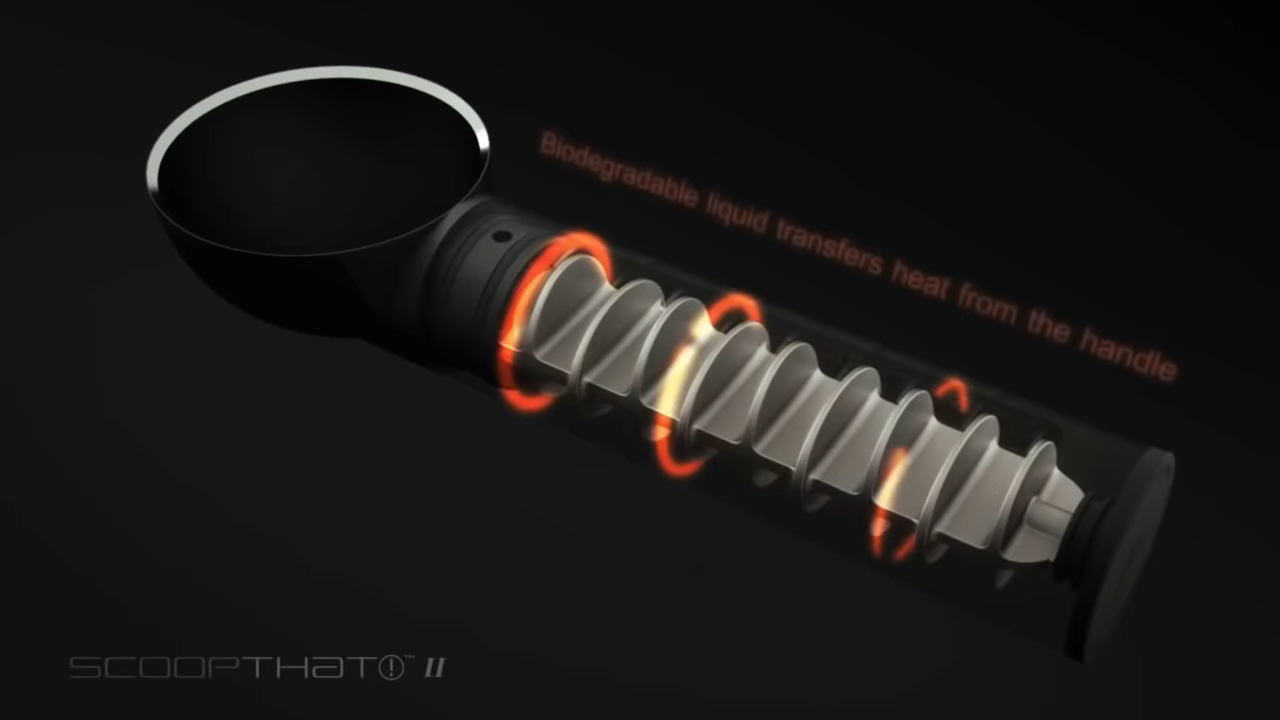 Biodegradable liquid transfers heat from the handle
SCOOPTHAT!™ II